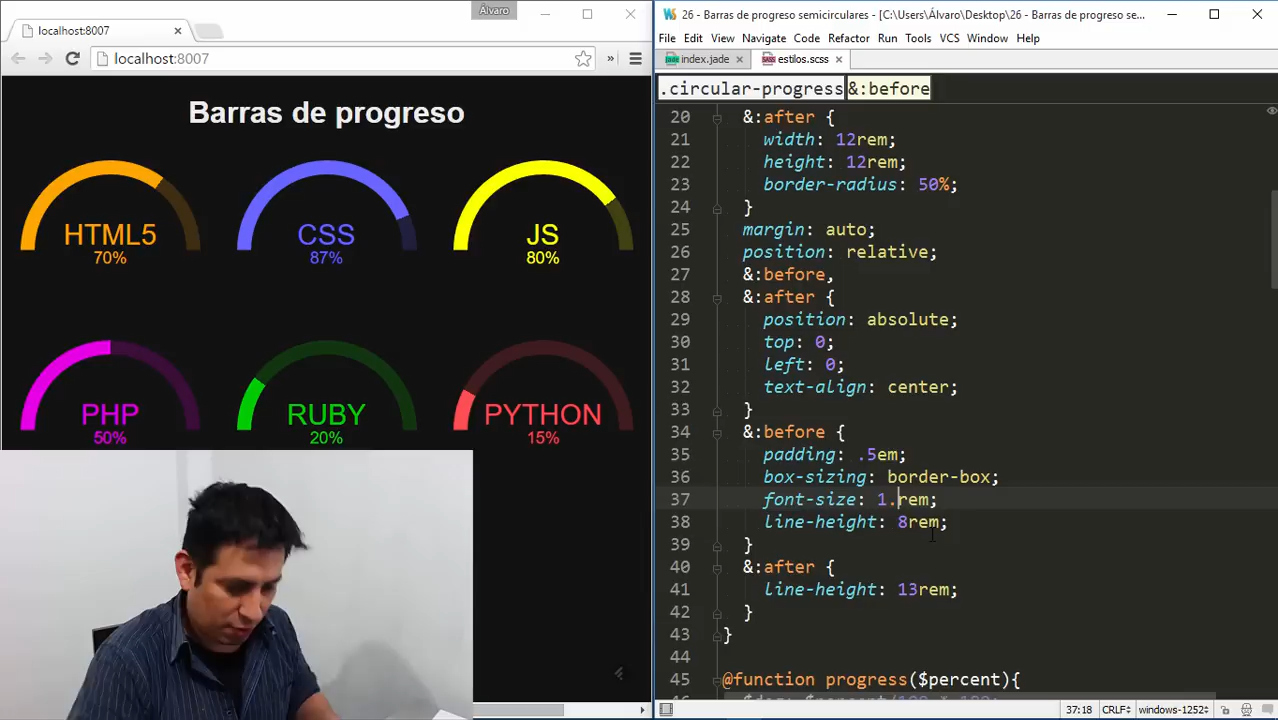 Álvaro
localhost:8007
localhost:8007
Barras de progreso
HTML5
70%
CSS
87%
JS
80%
PHP
50%
RUBY
20%
PYTHON
15%
26 - Barras de progreso semicirculares - [C:\Users\Álvaro\Desktop\26 - Barras de progreso se...
File Edit View Navigate Code Refactor Run Tools VCS Window Help
index.jade estilos.scss
.circular-progress &:before
20 &:after {
21 width: 12rem;
22 height: 12rem;
23 border-radius: 50%;
24 }
25 margin: auto;
26 position: relative;
27 &:before,
28 &:after {
29 position: absolute;
30 top: 0;
31 left: 0;
32 text-align: center;
33 }
34 &:before {
35 padding: .5em;
36 box-sizing: border-box;
37 font-size: 1.rem;
38 line-height: 8rem;
39 }
40 &:after {
41 line-height: 13rem;
42 }
43 }
44
45 @function progress($percent){
37:18 CRLF÷ windows-1252÷